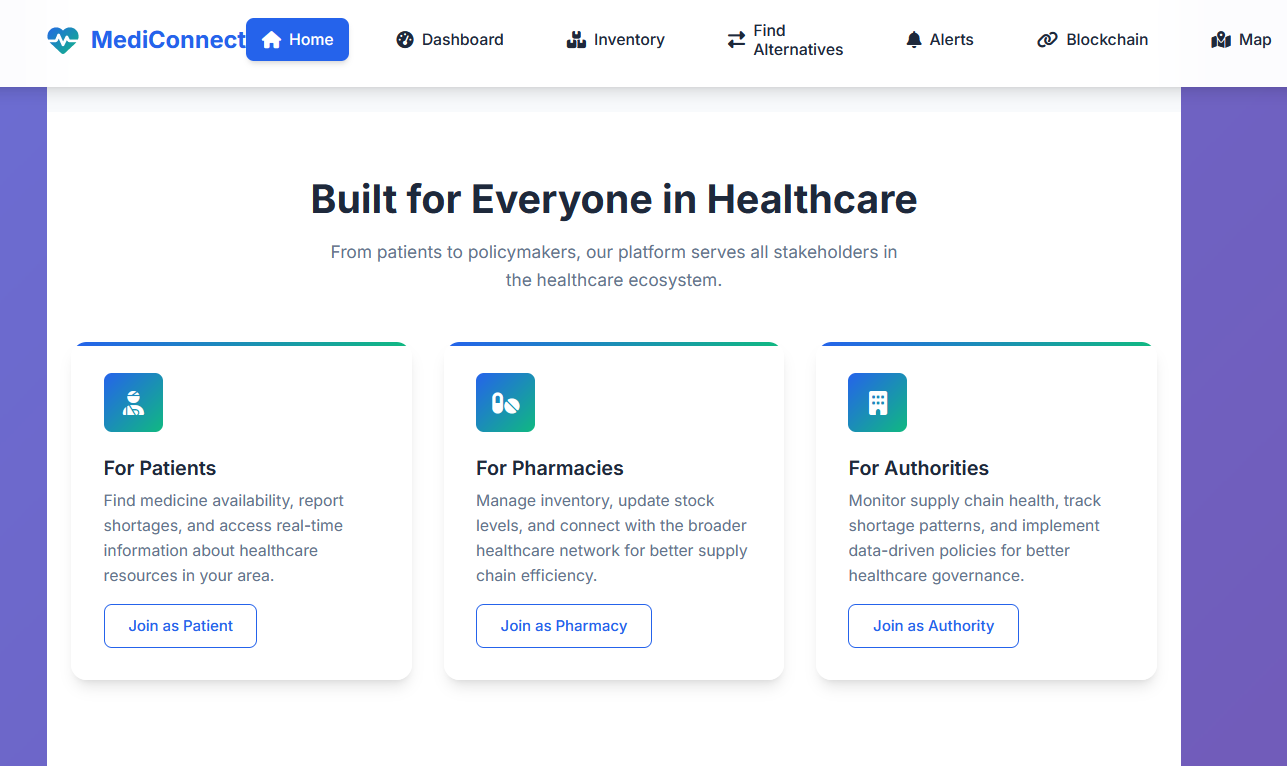 MediConnect
Home
Dashboard
Inventory
Find
Alternatives
Alerts
Blockchain
Map
Built for Everyone in Healthcare
From patients to policymakers, our platform serves all stakeholders in
the healthcare ecosystem.
For Patients
Find medicine availability, report
shortages, and access real-time
information about healthcare
resources in your area.
Join as Patient
For Pharmacies
Manage inventory, update stock
levels, and connect with the broader
healthcare network for better supply
chain efficiency.
Join as Pharmacy
For Authorities
Monitor supply chain health, track
shortage patterns, and implement
data-driven policies for better
healthcare governance.
Join as Authority